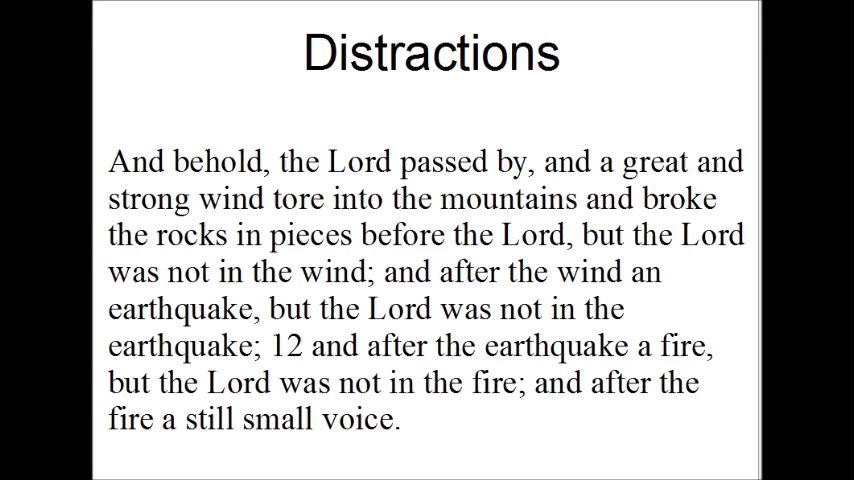 Distractions
And behold, the Lord passed by, and a great and
strong wind tore into the mountains and broke
the rocks in pieces before the Lord, but the Lord
was not in the wind; and after the wind an
earthquake, but the Lord was not in the
earthquake; 12 and after the earthquake a fire,
but the Lord was not in the fire; and after the
fire a still small voice.